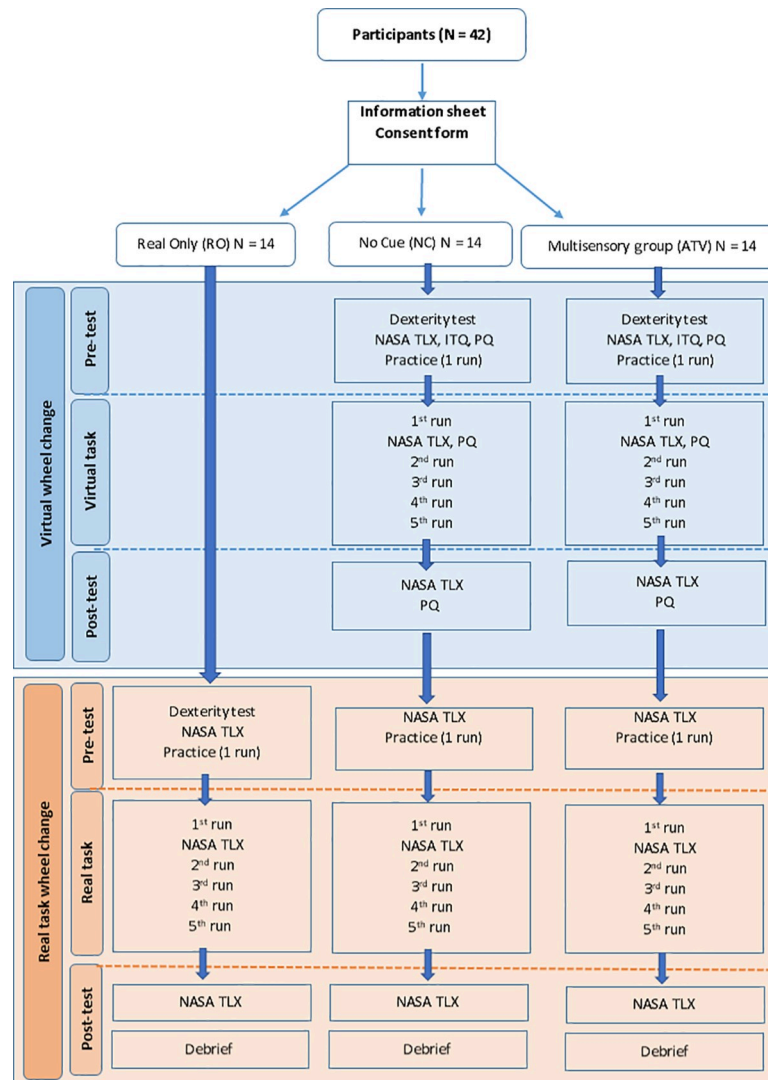 Participants (N = 42)
Information sheet
Consent form
Real Only (RO) N = 14
No Cue (NC) N = 14
Multisensory group (ATV) N = 14
Virtual wheel change
Pre-test
Dexterity test
NASA TLX, ITQ, PQ
Practice (1 run)
Dexterity test
NASA TLX, ITQ, PQ
Practice (1 run)
Virtual task
1st run
NASA TLX, PQ
2nd run
3rd run
4th run
5th run
1st run
NASA TLX, PQ
2nd run
3rd run
4th run
5th run
Post-test
NASA TLX
PQ
NASA TLX
PQ
Real task wheel change
Pre-test
Dexterity test
NASA TLX
Practice (1 run)
NASA TLX
Practice (1 run)
NASA TLX
Practice (1 run)
Real task
1st run
NASA TLX
2nd run
3rd run
4th run
5th run
1st run
NASA TLX
2nd run
3rd run
4th run
5th run
1st run
NASA TLX
2nd run
3rd run
4th run
5th run
Post-test
NASA TLX
NASA TLX
NASA TLX
Debrief
Debrief
Debrief